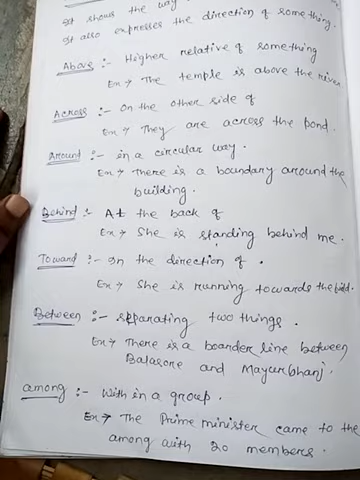 It shows the way
It also expresses the direction of something.
Above :- Higher relative of something
Ex → The temple is above the river
Across :- On the other side of
Ex → They are across the pond.
Around :- in a circular way.
Ex → There is a boundary around the
building.
Behind :- At the back of
Ex → She is standing behind me.
Toward :- In the direction of .
Ex → She is running towards the
Between :- separating two things.
Ex → There is a boarder line between
Balasore and Mayurbhanj.
among :- With in a group.
Ex → The Prime minister came to the
among with 20 members.